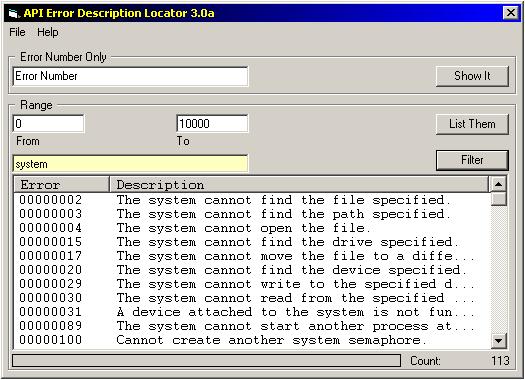 API Error Description Locator 3.0a
File Help
Error Number Only
Error Number
Show It
Range
0 10000
List Them
From To
system
Filter
Error Description
00000002 The system cannot find the file specified.
00000003 The system cannot find the path specified.
00000004 The system cannot open the file.
00000015 The system cannot find the drive specified.
00000017 The system cannot move the file to a diffe...
00000020 The system cannot find the device specified.
00000029 The system cannot write to the specified d...
00000030 The system cannot read from the specified ...
00000031 A device attached to the system is not fun...
00000089 The system cannot start another process at...
00000100 Cannot create another system semaphore.
Count: 113